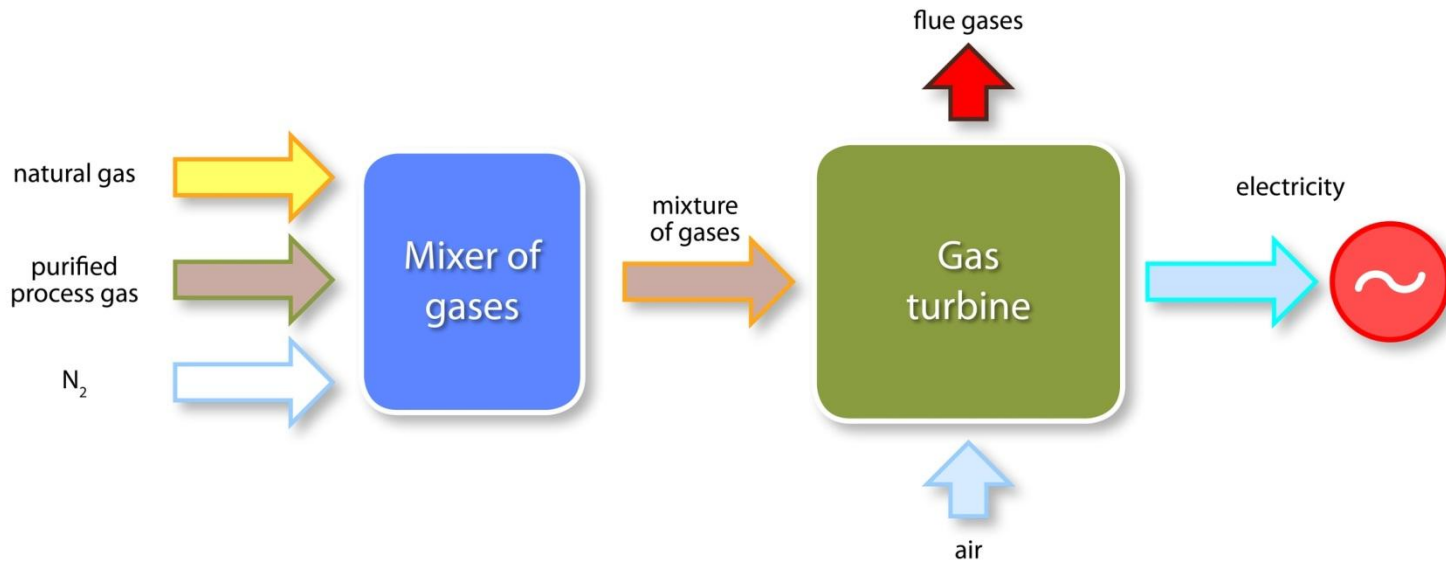 flue gases
natural gas
purified
process gas
N₂
Mixer of
gases
mixture
of gases
Gas
turbine
electricity
air